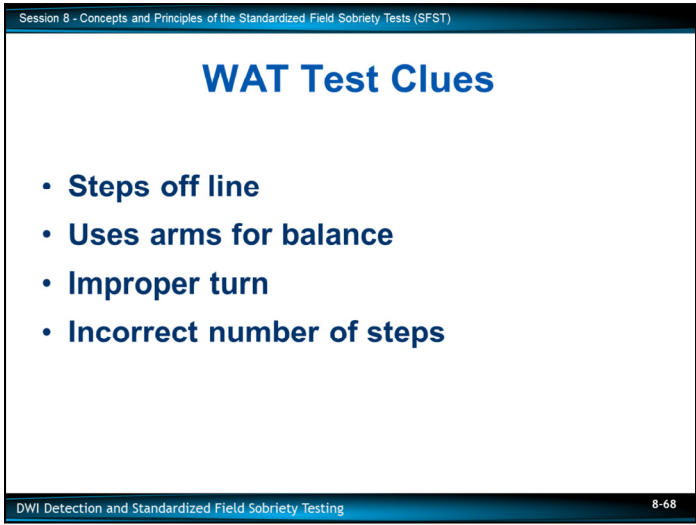 Session 8 - Concepts and Principles of the Standardized Field Sobriety Tests (SFST)
WAT Test Clues
• Steps off line
• Uses arms for balance
• Improper turn
• Incorrect number of steps
DWI Detection and Standardized Field Sobriety Testing
8-68